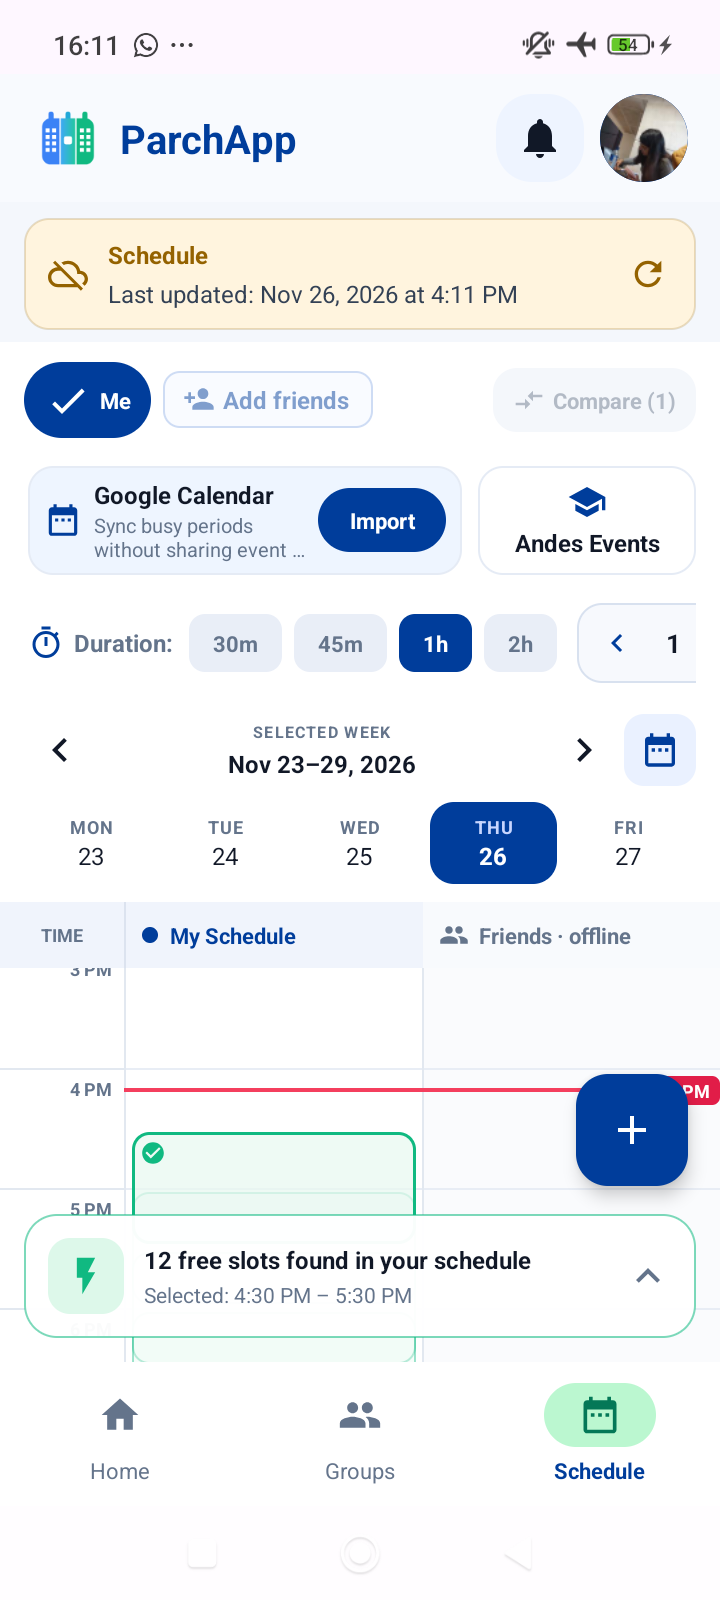 16:11
54
ParchApp
Schedule
Last updated: Nov 26, 2026 at 4:11 PM
Me
Add friends
Compare (1)
Google Calendar
Sync busy periods
without sharing event ...
Import
Andes Events
Duration:
30m
45m
1h
2h
1
SELECTED WEEK
Nov 23–29, 2026
MON
TUE
WED
THU
FRI
23
24
25
26
27
TIME
My Schedule
Friends · offline
3 PM
4 PM
PM
5 PM
12 free slots found in your schedule
Selected: 4:30 PM – 5:30 PM
Home
Groups
Schedule